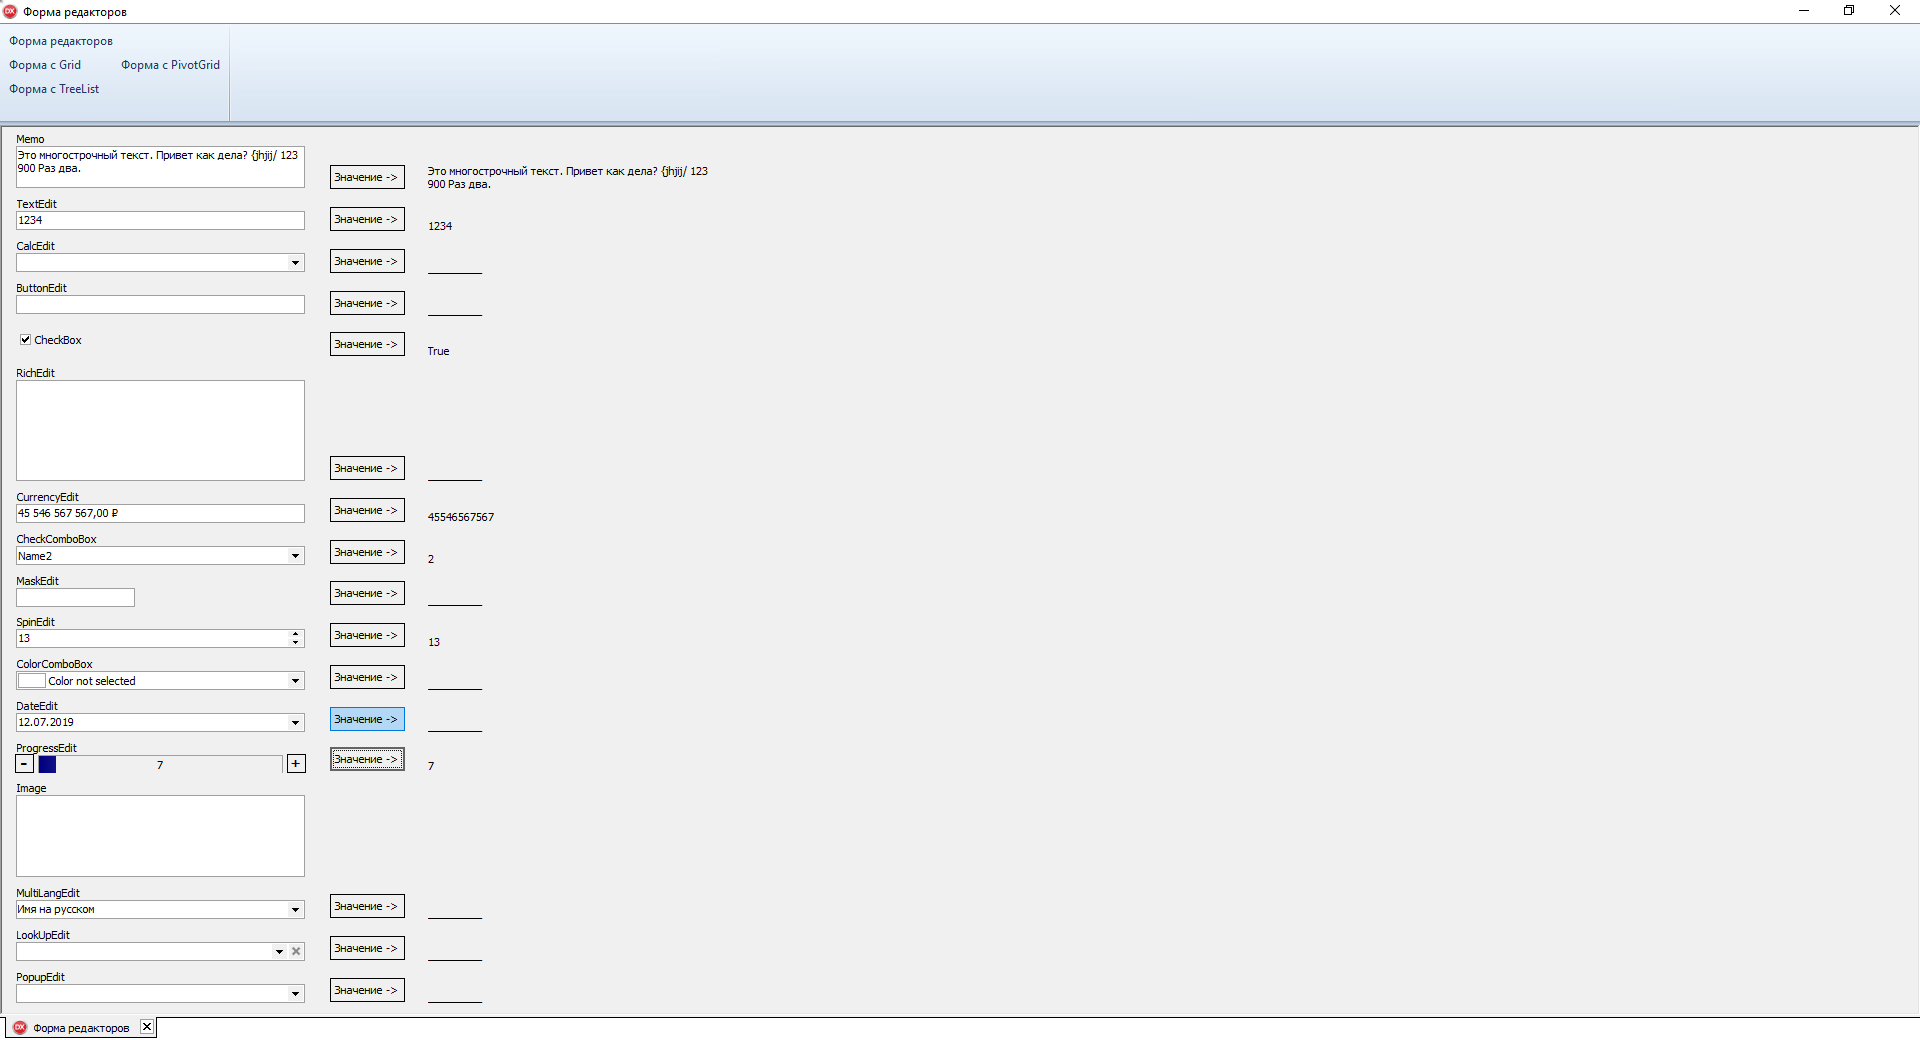 Форма редакторов
Форма редакторов
Форма с Grid Форма с PivotGrid
Форма с TreeList
Memo
Это многострочный текст. Привет как дела? {jhjij/ 123
900 Раз два.
Значение ->
Это многострочный текст. Привет как дела? {jhjij/ 123
900 Раз два.
TextEdit
1234
Значение ->
1234
CalcEdit
Значение ->
ButtonEdit
Значение ->
CheckBox
Значение ->
True
RichEdit
Значение ->
CurrencyEdit
45 546 567 567,00 ₽
Значение ->
45546567567
CheckComboBox
Name2
Значение ->
2
MaskEdit
Значение ->
SpinEdit
13
Значение ->
13
ColorComboBox
Color not selected
Значение ->
DateEdit
12.07.2019
Значение ->
ProgressEdit
- 7 +
Значение ->
7
Image
MultiLangEdit
Имя на русском
Значение ->
LookUpEdit
Значение ->
PopupEdit
Значение ->
DX Форма редакторов